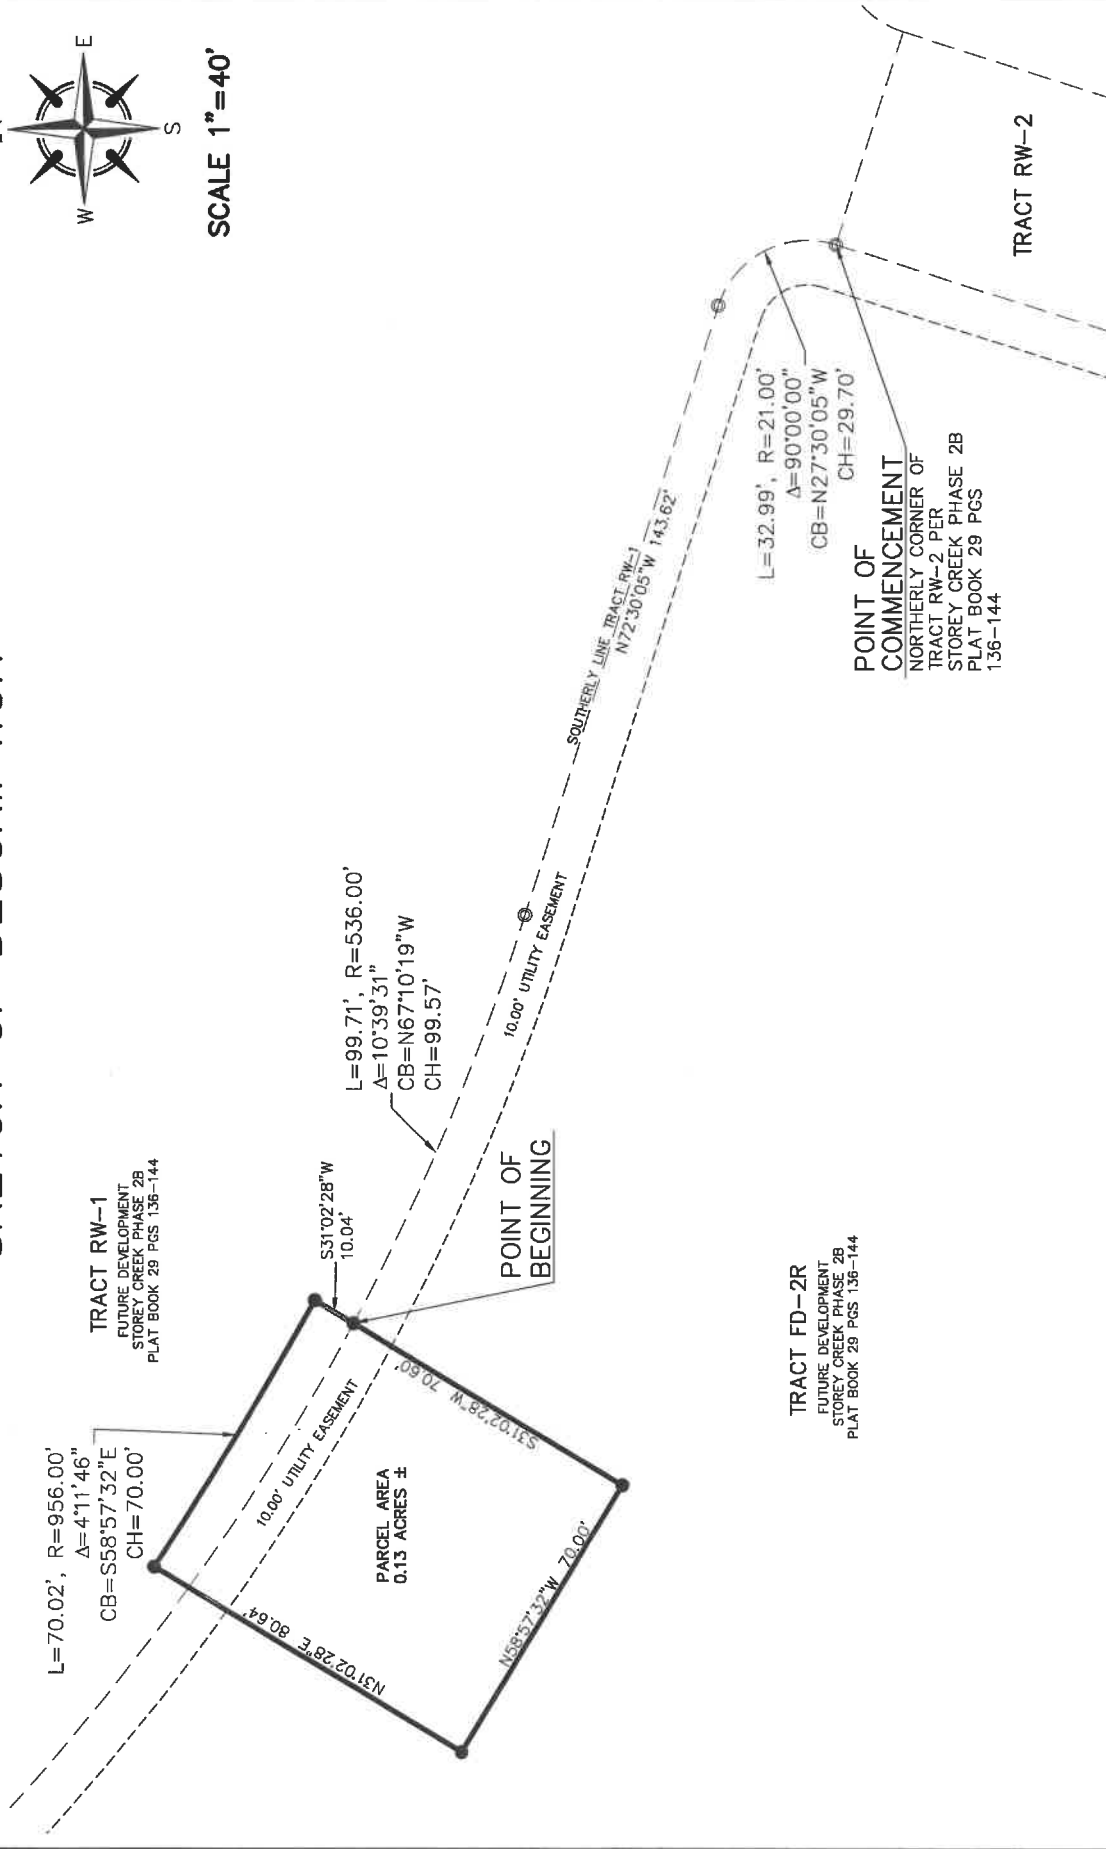 E
S
W
SCALE 1"=40'
TRACT RW-1
FUTURE DEVELOPMENT
STOREY CREEK PHASE 2B
PLAT BOOK 29 PGS 136-144
L=70.02', R=956.00'
Δ=4°11'46"
CB=S58°57'32"E
CH=70.00'
S31°02'28"W
10.04'
L=99.71', R=536.00'
Δ=10°39'31"
CB=N67°10'19"W
CH=99.57'
10.00' UTILITY EASEMENT
N31°02'28"E 80.64'
PARCEL AREA
0.13 ACRES ±
S31°02'28"W 70.60'
N58°57'32"W 70.00'
POINT OF
BEGINNING
10.00' UTILITY EASEMENT
SOUTHERLY LINE TRACT RW-1
N72°30'05"W 143.62'
L=32.99', R=21.00'
Δ=90°00'00"
CB=N27°30'05"W
CH=29.70'
POINT OF
COMMENCEMENT
NORTHERLY CORNER OF
TRACT RW-2 PER
STOREY CREEK PHASE 2B
PLAT BOOK 29 PGS
136-144
TRACT RW-2
TRACT FD-2R
FUTURE DEVELOPMENT
STOREY CREEK PHASE 2B
PLAT BOOK 29 PGS 136-144